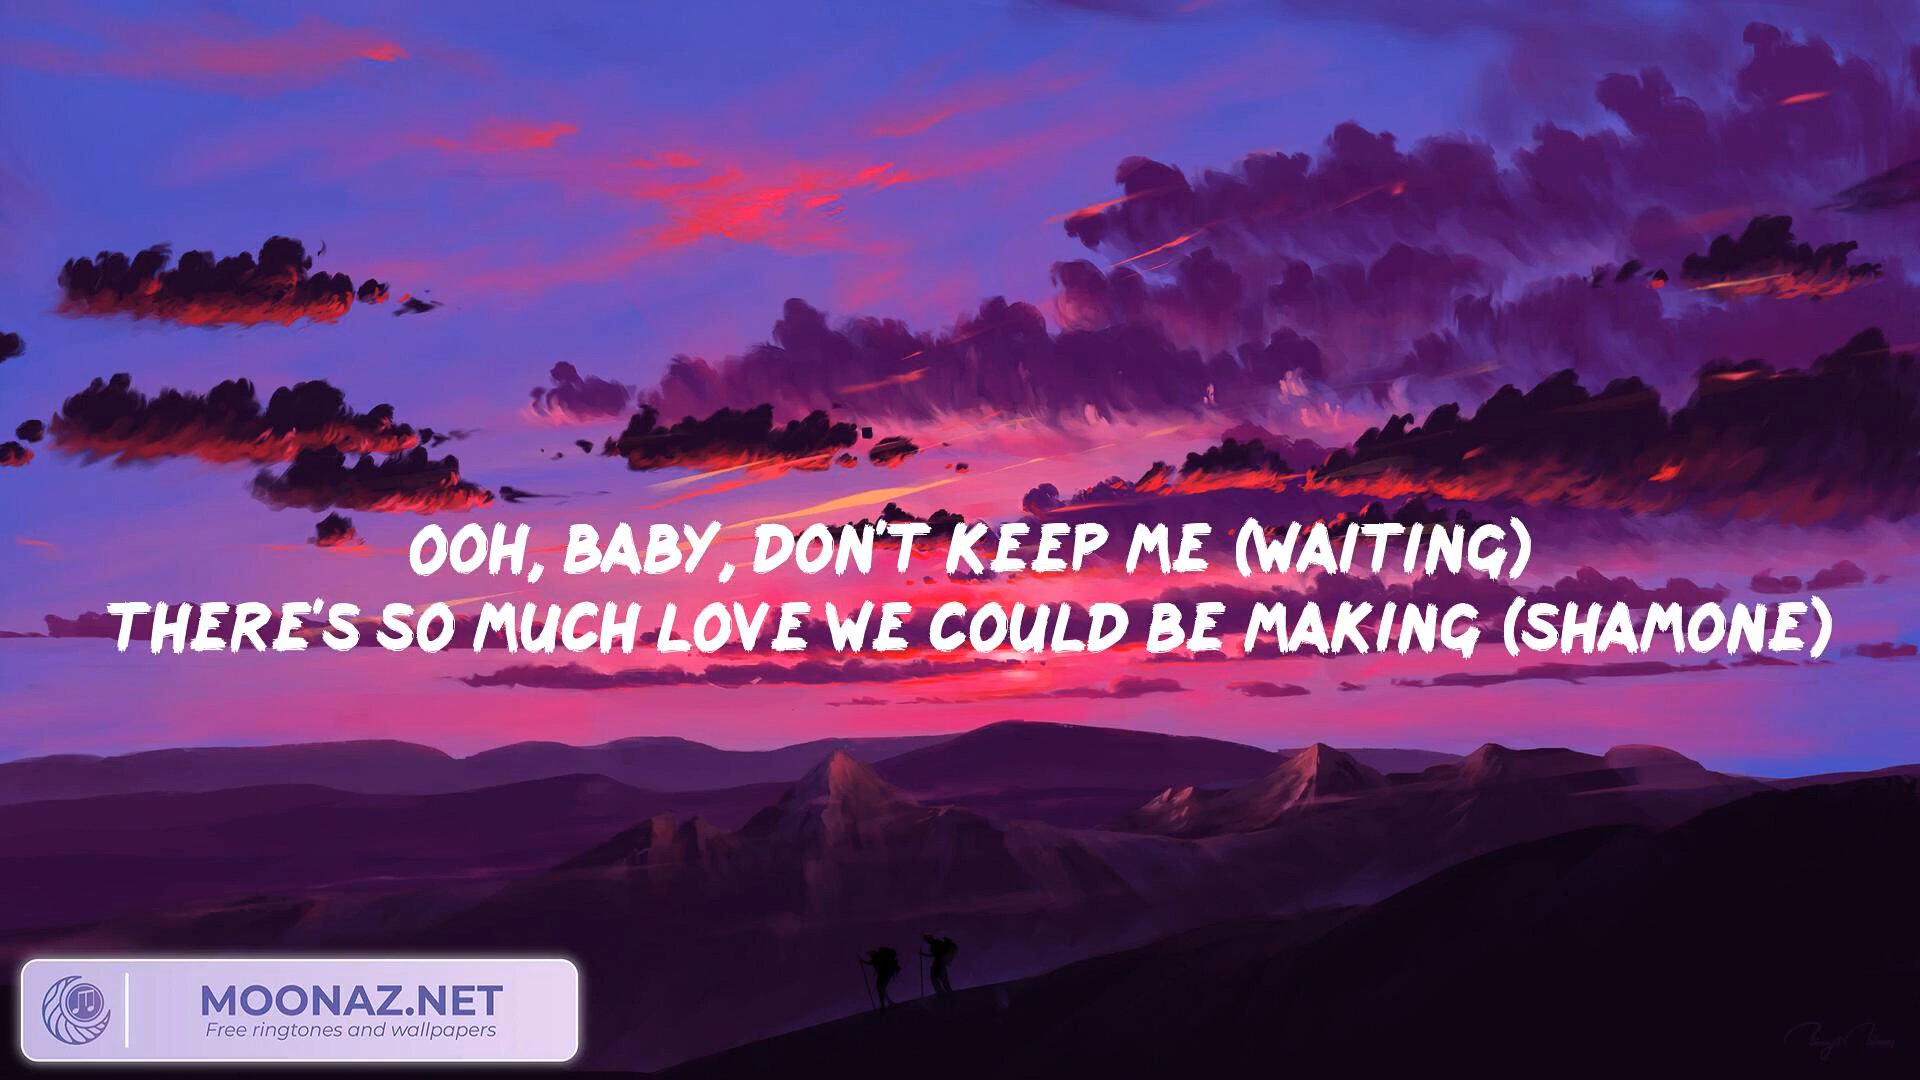 OOH, BABY, DON'T KEEP ME (WAITING)
THERE'S SO MUCH LOVE WE COULD BE MAKING (SHAMONE)
MOONAZ.NET
Free ringtones and wallpapers